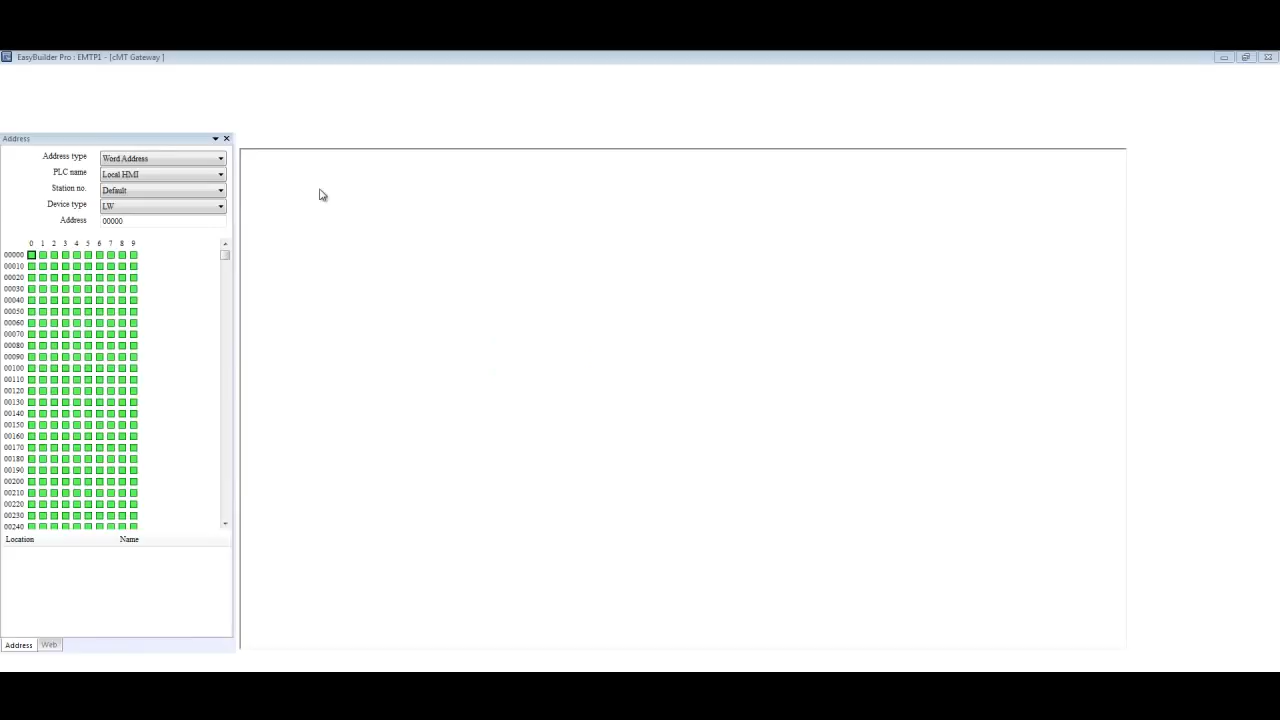 EasyBuilder Pro : EMTP1 - [cMT Gateway ]
Address
Address type Word Address
PLC name Local HMI
Station no. Default
Device type LW
Address 00000
0 1 2 3 4 5 6 7 8 9
00000
00010
00020
00030
00040
00050
00060
00070
00080
00090
00100
00110
00120
00130
00140
00150
00160
00170
00180
00190
00200
00210
00220
00230
00240
Location Name
Address Web